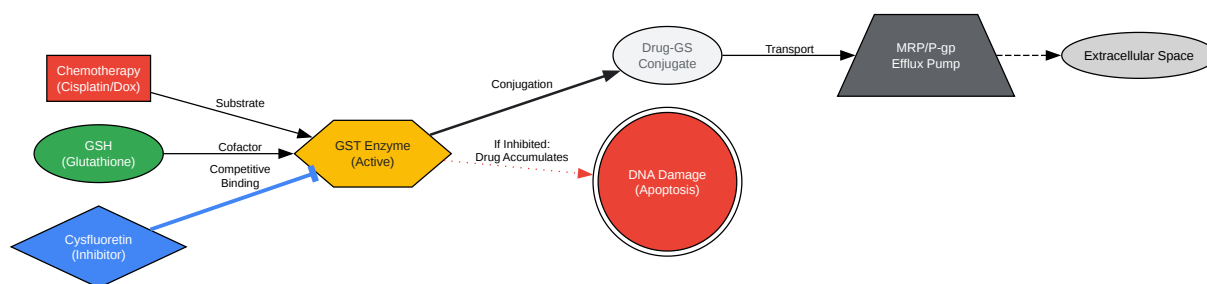 Chemotherapy
(Cisplatin/Dox)
Substrate
GSH
(Glutathione)
Cofactor
Competitive
Binding
Cysfluoretin
(Inhibitor)
GST Enzyme
(Active)
Conjugation
If Inhibited:
Drug Accumulates
Drug-GS
Conjugate
DNA Damage
(Apoptosis)
Transport
MRP/P-gp
Efflux Pump
Extracellular Space